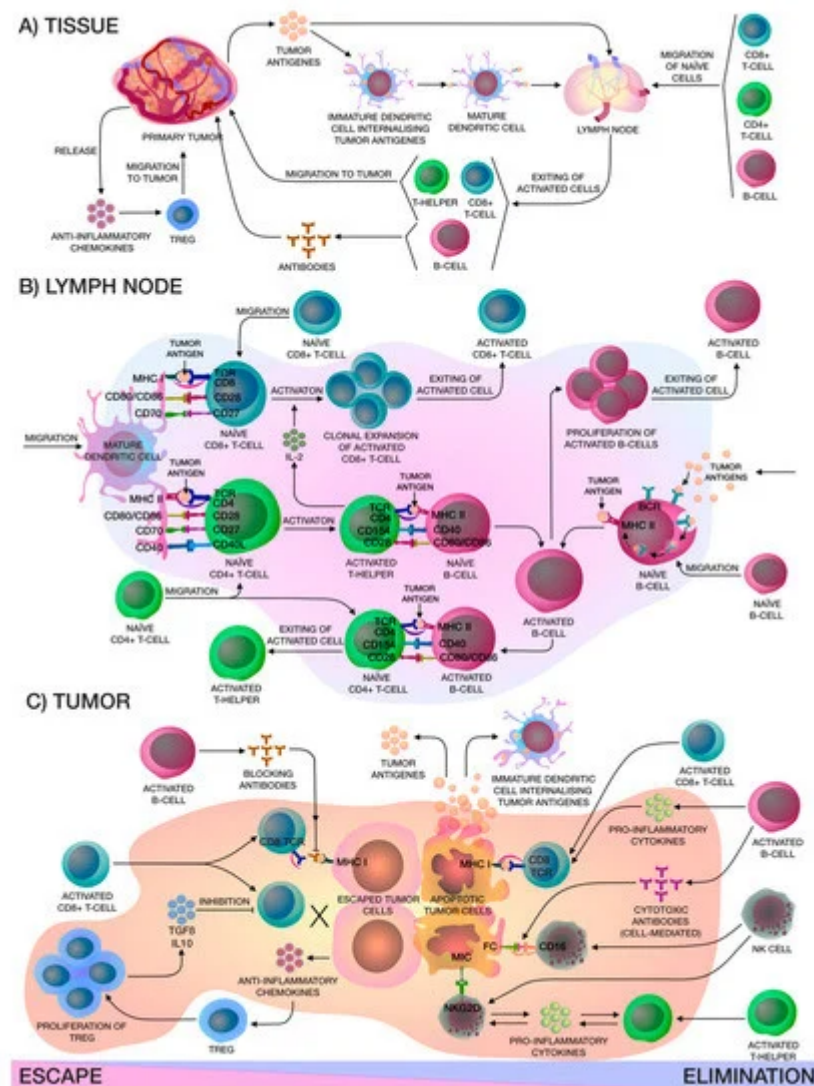 A) TISSUE
TUMOR
ANTIGENES
MIGRATION
OF NAÏVE
CELLS
CD8+
T-CELL
IMMATURE DENDRITIC
CELL INTERNALISING
TUMOR ANTIGENES
MATURE
DENDRITIC CELL
LYMPH NODE
CD4+
T-CELL
PRIMARY TUMOR
RELEASE
MIGRATION
TO TUMOR
MIGRATION TO TUMOR
EXITING OF
ACTIVATED CELLS
T-HELPER
CD8+
T-CELL
B-CELL
ANTI-INFLAMMATORY
CHEMOKINES
TREG
ANTIBODIES
B-CELL
B) LYMPH NODE
MIGRATION
NAÏVE
CD8+ T-CELL
ACTIVATED
CD8+ T-CELL
ACTIVATED
B-CELL
TUMOR
ANTIGEN
MHC I
TCR
CD8
CD80/CD86
CD28
CD70
CD27
ACTIVATON
EXITING OF
ACTIVATED CELL
EXITING
OF ACTIVATED CELL
NAÏVE
CD8+ T-CELL
CLONAL EXPANSION
OF ACTIVATED
CD8+ T-CELL
PROLIFERATION OF
ACTIVATED B-CELLS
IL-2
MIGRATION
MATURE
DENDRITIC CELL
TUMOR
ANTIGEN
MHC II
TCR
CD4
CD80/CD86
CD28
CD70
CD27
CD40
CD40L
ACTIVATON
NAÏVE
CD4+ T-CELL
TUMOR
ANTIGEN
TCR
CD4
MHC II
CD154
CD40
CD28
CD80/CD86
ACTIVATED
T-HELPER
NAÏVE
B-CELL
TUMOR
ANTIGEN
TUMOR
ANTIGENS
BCR
MHC II
NAÏVE
B-CELL
MIGRATION
NAÏVE
B-CELL
ACTIVATED
B-CELL
MIGRATION
NAÏVE
CD4+ T-CELL
TUMOR
ANTIGEN
TCR
CD4
MHC II
CD154
CD40
CD28
CD80/CD86
EXITING OF
ACTIVATED CELL
ACTIVATED
T-HELPER
NAÏVE
CD4+ T-CELL
ACTIVATED
B-CELL
C) TUMOR
ACTIVATED
B-CELL
BLOCKING
ANTIBODIES
TUMOR
ANTIGENES
IMMATURE DENDRITIC
CELL INTERNALISING
TUMOR ANTIGENES
ACTIVATED
CD8+ T-CELL
CD8 TCR
MHC I
MHC I
CD8
TCR
PRO-INFLAMMATORY
CYTOKINES
ACTIVATED
B-CELL
ACTIVATED
CD8+ T-CELL
ESCAPED TUMOR
CELLS
APOPTOTIC
TUMOR CELLS
INHIBITION
TGFß
IL10
CYTOTOXIC
ANTIBODIES
(CELL-MEDIATED)
FC
CD16
MIC
NK CELL
ANTI-INFLAMMATORY
CHEMOKINES
NKG2D
PROLIFERATION OF
TREG
TREG
PRO-INFLAMMATORY
CYTOKINES
ACTIVATED
T-HELPER
ESCAPE
ELIMINATION